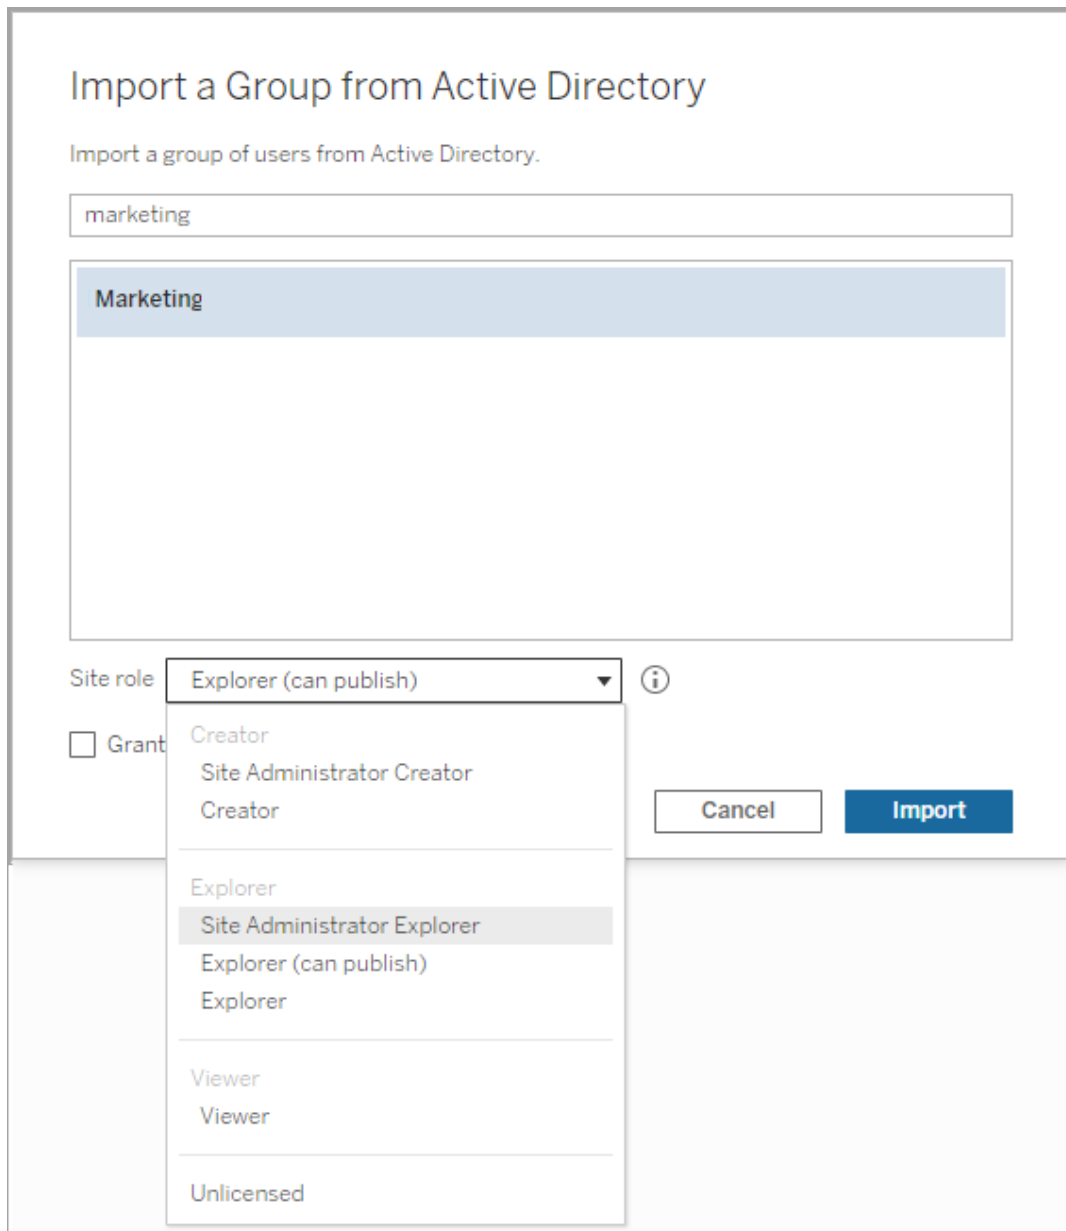 Import a Group from Active Directory
Import a group of users from Active Directory.
marketing
Marketing
Site role Explorer (can publish)
Grant
Creator
Site Administrator Creator
Creator
Cancel Import
Explorer
Site Administrator Explorer
Explorer (can publish)
Explorer
Viewer
Viewer
Unlicensed